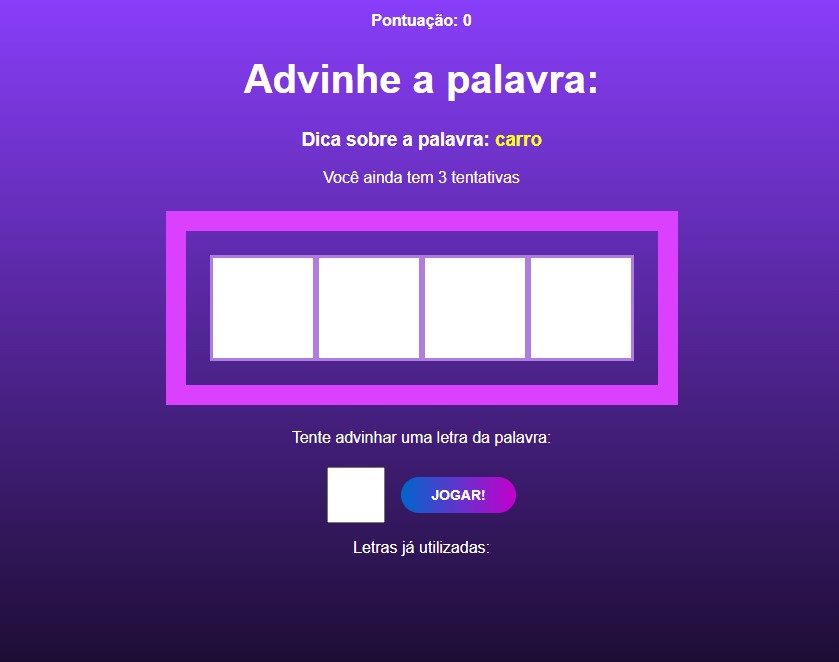 Pontuação: 0
Advinhe a palavra:
Dica sobre a palavra: carro
Você ainda tem 3 tentativas
Tente advinhar uma letra da palavra:
JOGAR!
Letras já utilizadas: